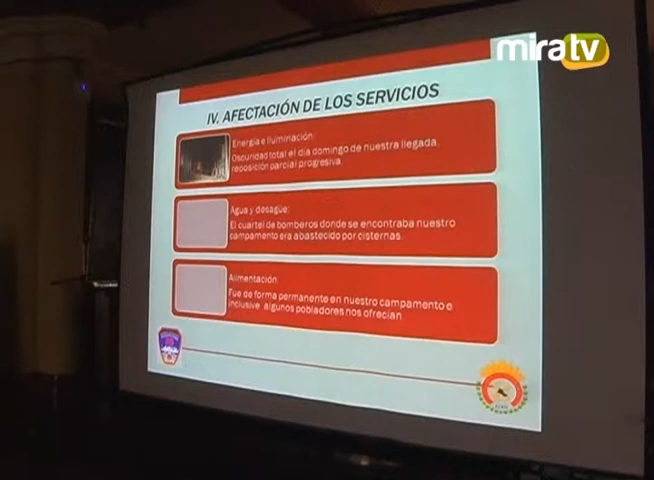 miratv
IV. AFECTACIÓN DE LOS SERVICIOS
Energía e Iluminación:
Oscuridad total el día domingo de nuestra llegada,
reposición parcial progresiva.
Agua y desagüe:
El cuartel de bomberos donde se encontraba nuestro
campamento era abastecido por cisternas.
Alimentación:
Fue de forma permanente en nuestro campamento e
inclusive algunos pobladores nos ofrecían